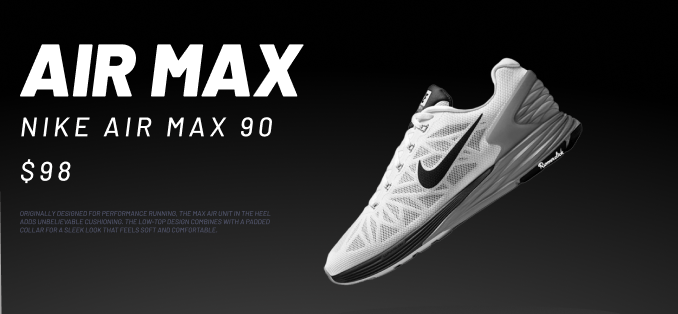 AIR MAX
NIKE AIR MAX 90
$98
ORIGINALLY DESIGNED FOR PERFORMANCE RUNNING, THE MAX AIR UNIT IN THE HEEL
ADDS UNBELIEVABLE CUSHIONING. THE LOW-TOP DESIGN COMBINES WITH A PADDED
COLLAR FOR A SLEEK LOOK THAT FEELS SOFT AND COMFORTABLE.